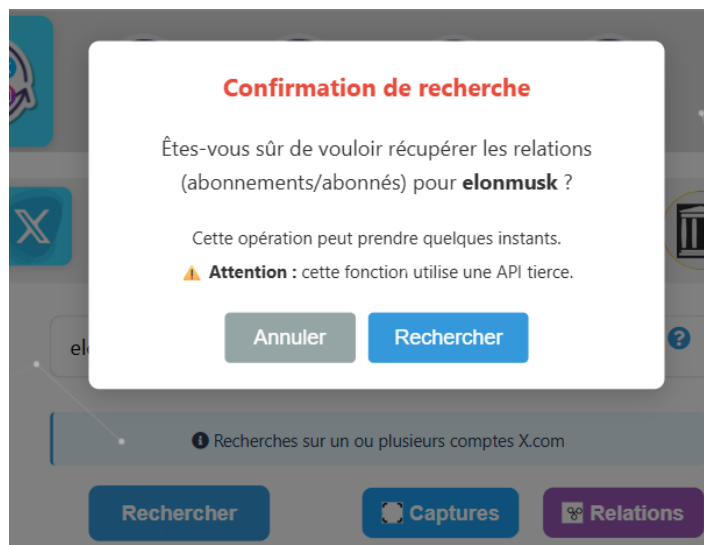 Confirmation de recherche
Êtes-vous sûr de vouloir récupérer les relations
(abonnements/abonnés) pour elonmusk ?
Cette opération peut prendre quelques instants.
⚠ Attention : cette fonction utilise une API tierce.
Annuler Rechercher
Recherches sur un ou plusieurs comptes X.com
Rechercher Captures Relations